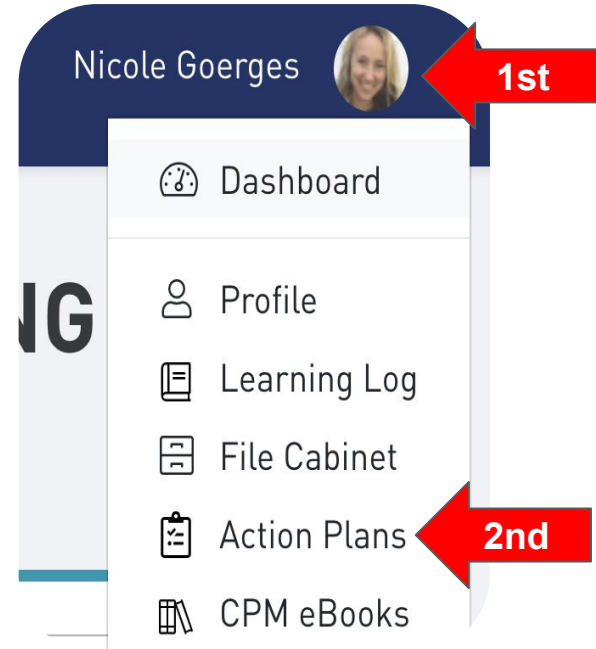 Nicole Goerges
1st
Dashboard
NG
Profile
Learning Log
File Cabinet
Action Plans
2nd
CPM eBooks